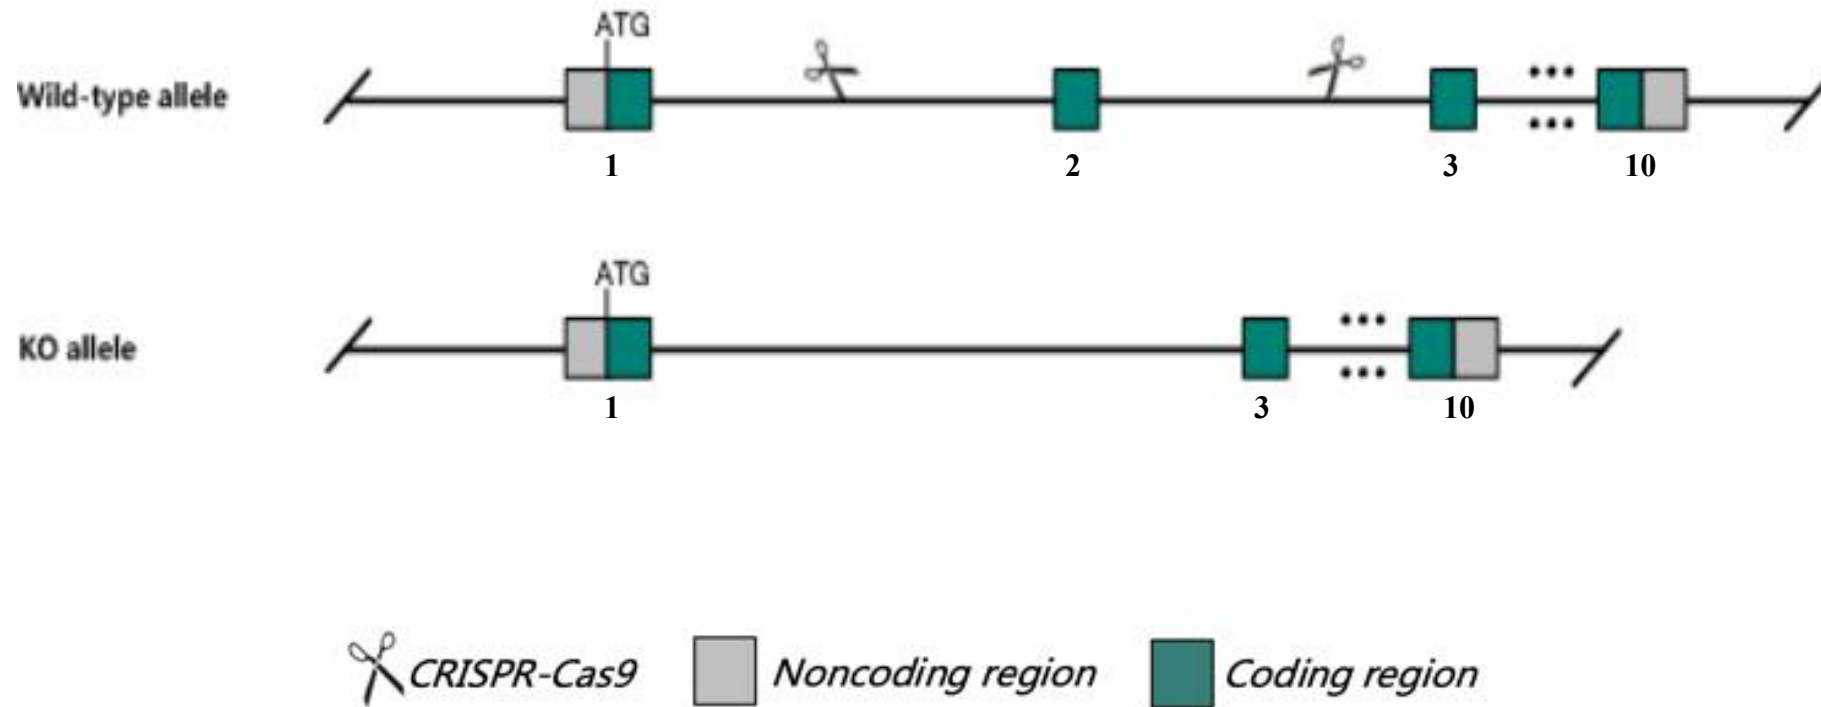 ATG
Wild-type allele
1 2 3 10
ATG
KO allele
1 3 10
CRISPR-Cas9 Noncoding region Coding region